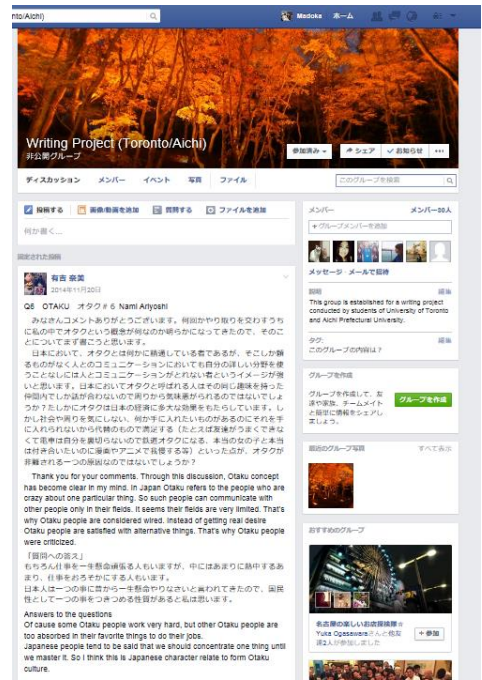 nto/Aichi)
Madoka
ホーム
Writing Project (Toronto/Aichi)
非公開グループ
参加済み
シェア
お知らせ
ディスカッション
メンバー
イベント
写真
ファイル
このグループを検索
投稿する
画像/動画を追加
質問する
ファイルを追加
何か書く...
固定された投稿
有吉 奈美
2014年11月20日
Q6 OTAKU オタク# 6 Nami Ariyoshi
みなさんコメントありがとうございます。何回かやり取りを交わすうち
に私の中でオタクという概念が何なのか明らかになってきたので、そのこ
とについてまず書こうと思います。
日本において、オタクとは何かに精通している者であるが、そこしか頼
るものがなく人とのコミュニケーションにおいても自分の詳しい分野を使
うことなしには人とコミュニケーションがとれない者というイメージが強
いと思います。日本においてオタクと呼ばれる人はその同じ趣味を持った
仲間内でしか話が合わないので周りから気味悪がられるのではないでしょ
うか？たしかにオタクは日本の経済に多大な効果をもたらしています。し
かし社会や周りを気にしない、何か手に入れたいものがあるのにそれを手
に入れられないから代替のもので満足する（たとえば友達がうまくできな
くて電車は自分を裏切らないので鉄道オタクになる、本当の女の子と本当
は付き合いたいのに漫画やアニメで我慢する等）といった点が、オタクが
非難される一つの原因なのではないでしょうか？
Thank you for your comments. Through this discussion, Otaku concept
has become clear in my mind. In Japan Otaku refers to the people who are
crazy about one particular thing. So such people can communicate with
other people only in their fields. It seems their fields are very limited. That's
why Otaku people are considered wired. Instead of getting real desire
Otaku people are satisfied with alternative things. That's why Otaku people
were criticized.
「質問への答え」
もちろん仕事を一生懸命頑張る人もいますが、中にはあまりに熱中するあ
まり、仕事をおろそかにする人もいます。
日本人は一つの事に昔から一生懸命やりなさいと言われてきたので、国民
性として一つの事をつきつめる性質があると私は思います。
Answers to the questions
Of cause some Otaku people work very hard, but other Otaku people are
too absorbed in their favorite things to do their jobs.
Japanese people tend to be said that we should concentrate one thing until
we master it. So I think this is Japanese character relate to form Otaku
culture.
メンバー
メンバー80人
+グループメンバーを追加
メッセージ · メールで招待
説明
編集
This group is established for a writing project
conducted by students of University of Toronto
and Aichi Prefectural University.
タグ:
編集
このグループの内容は？
グループを作成
グループを作成して、友
達や家族、チームメイト
と簡単に情報をシェアし
ましょう。
グループを作成
最近のグループ写真
すべて表示
おすすめのグループ
名古屋の楽しいお店探検隊☆
Yuka Ogasawaraさんと他友
達2人が参加しました
+ 参加